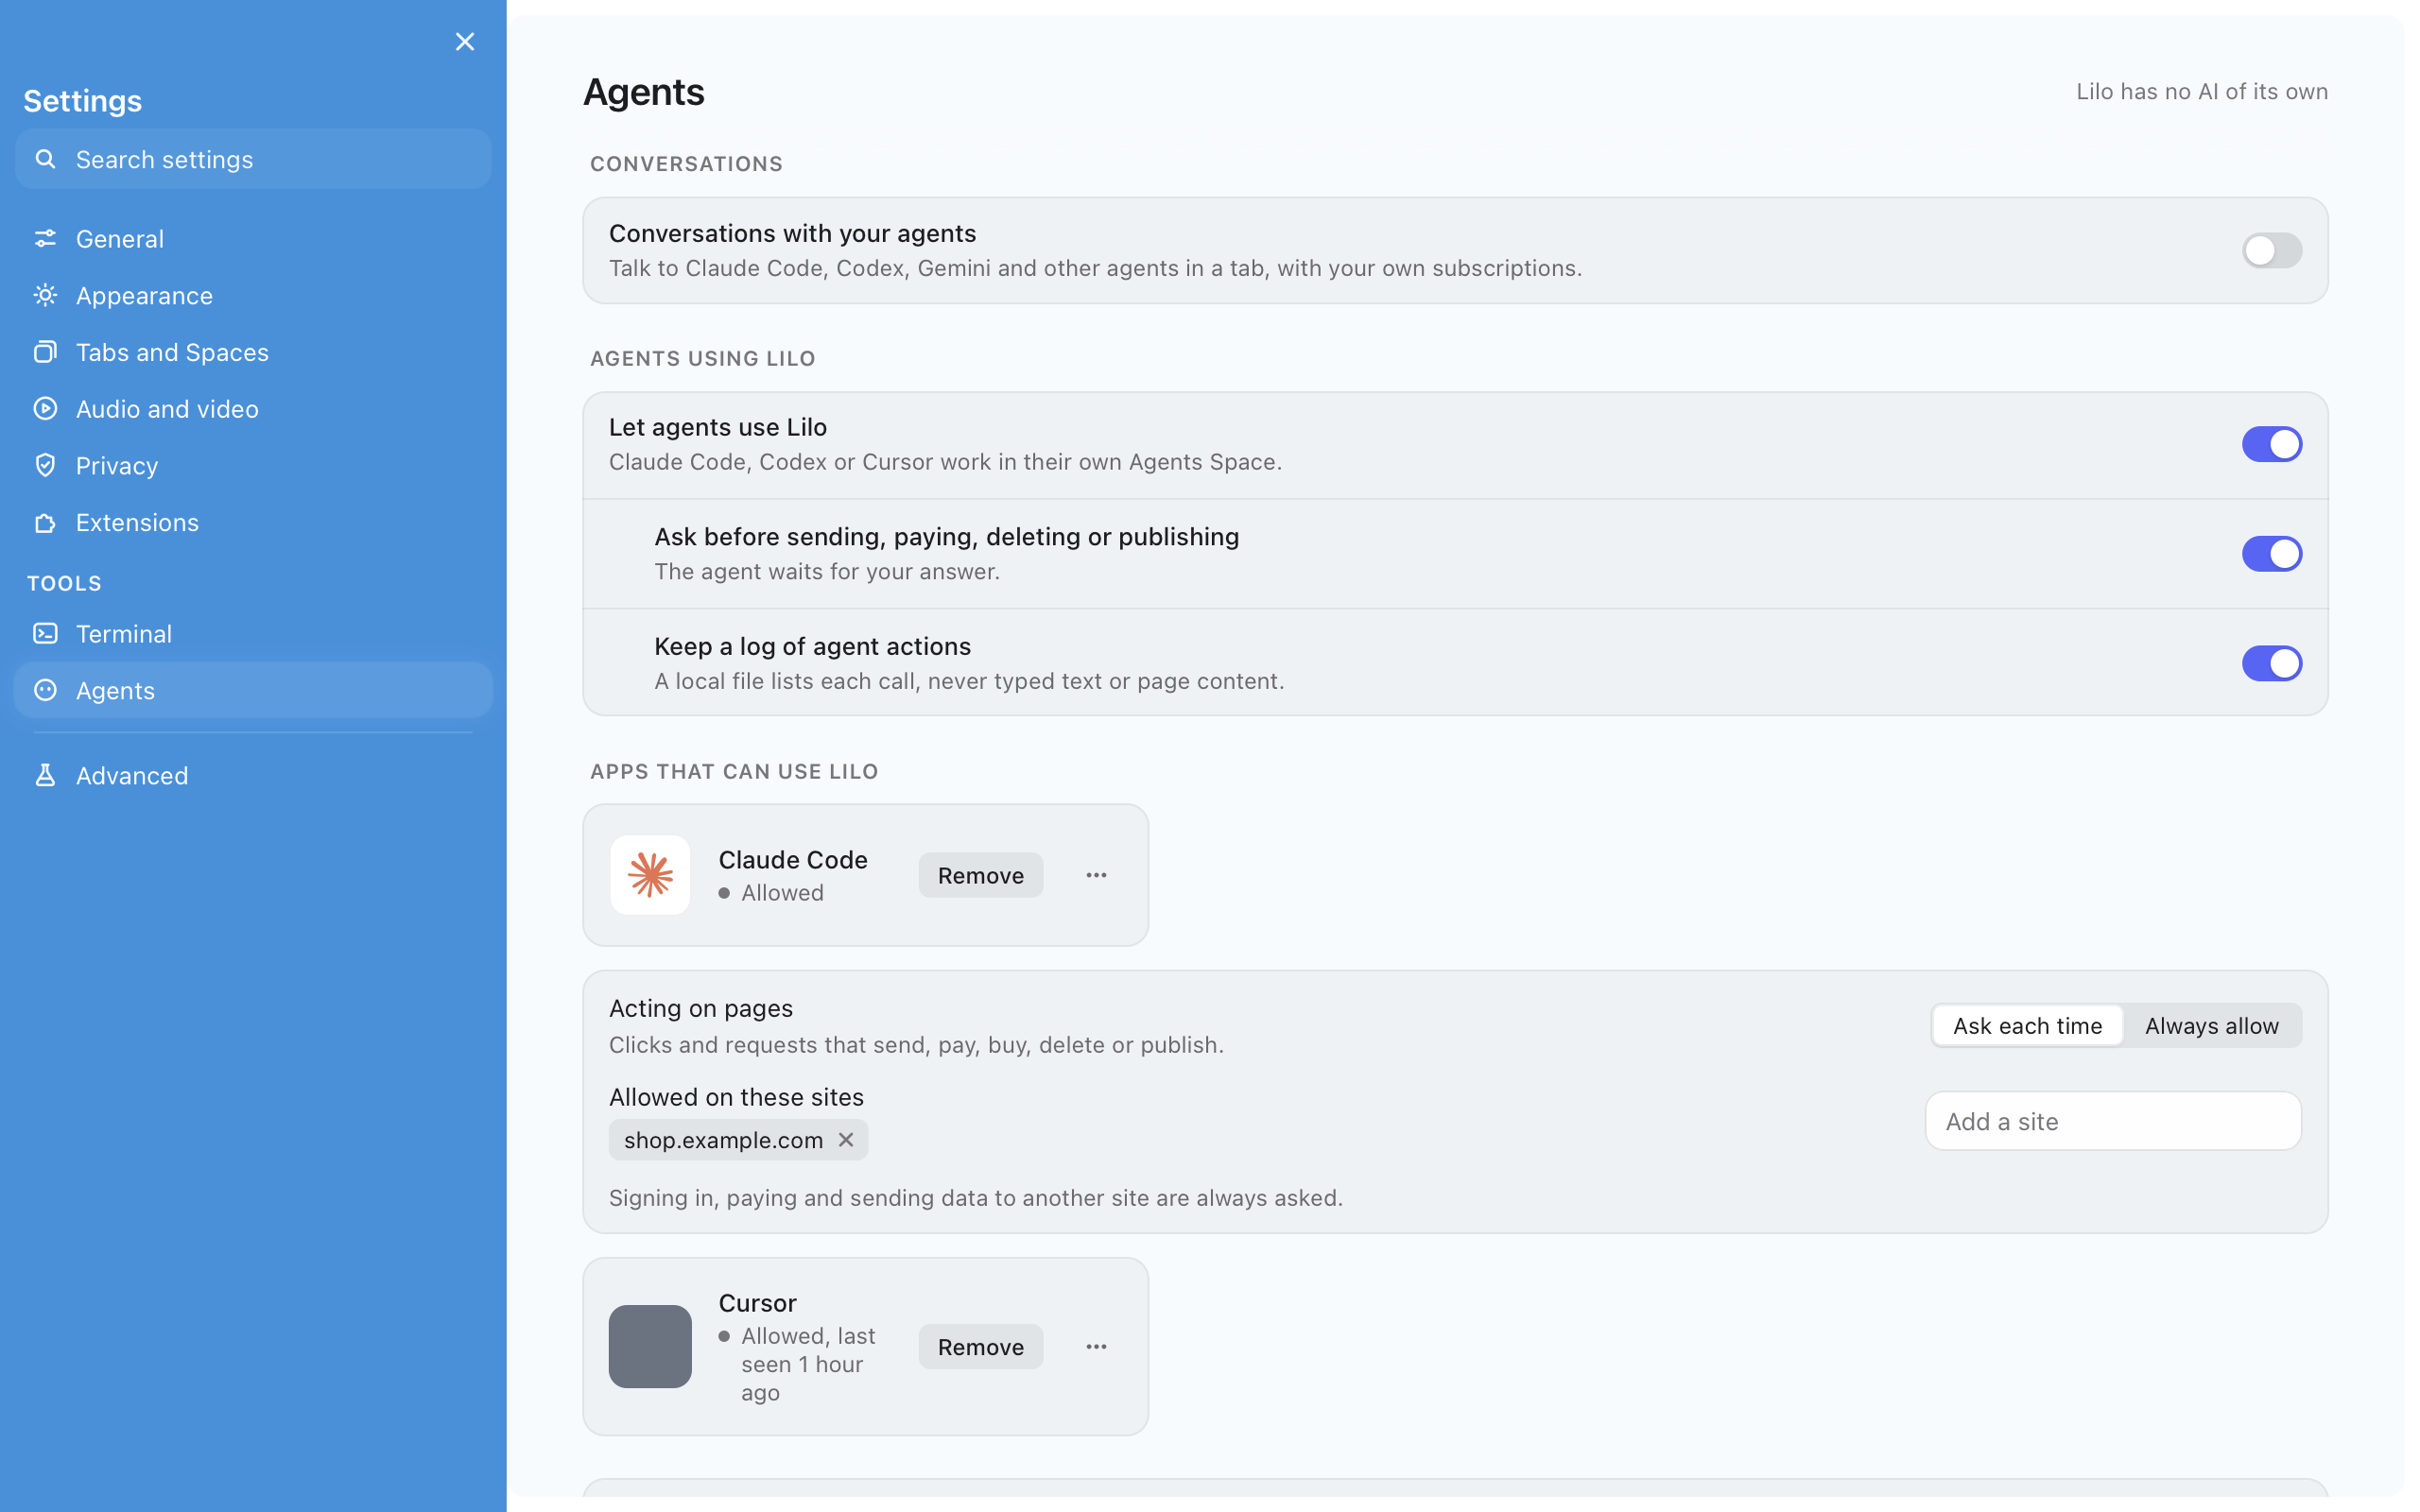 Settings
Search settings
General
Appearance
Tabs and Spaces
Audio and video
Privacy
Extensions
TOOLS
Terminal
Agents
Advanced
Agents
Lilo has no AI of its own
CONVERSATIONS
Conversations with your agents
Talk to Claude Code, Codex, Gemini and other agents in a tab, with your own subscriptions.
AGENTS USING LILO
Let agents use Lilo
Claude Code, Codex or Cursor work in their own Agents Space.
Ask before sending, paying, deleting or publishing
The agent waits for your answer.
Keep a log of agent actions
A local file lists each call, never typed text or page content.
APPS THAT CAN USE LILO
Claude Code
Allowed
Remove
Acting on pages
Clicks and requests that send, pay, buy, delete or publish.
Ask each time
Always allow
Allowed on these sites
shop.example.com
Add a site
Signing in, paying and sending data to another site are always asked.
Cursor
Allowed, last
seen 1 hour
ago
Remove